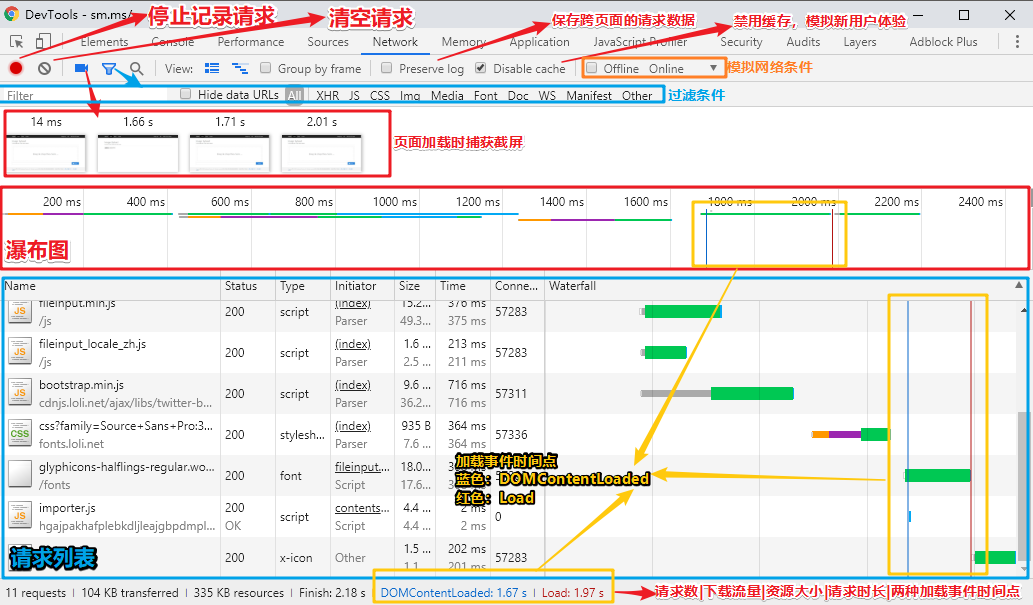 DevTools - sm.ms/
停止记录请求
清空请求
保存跨页面的请求数据
禁用缓存，模拟新用户体验
Elements Console Performance Sources Network Memory Application JavaScript Profiler Security Audits Layers Adblock Plus
View: Group by frame Preserve log Disable cache Offline Online
模拟网络条件
Filter Hide data URLs All XHR JS CSS Img Media Font Doc WS Manifest Other
过滤条件
14 ms 1.66 s 1.71 s 2.01 s
页面加载时捕获截屏
200 ms 400 ms 600 ms 800 ms 1000 ms 1200 ms 1400 ms 1600 ms 1800 ms 2000 ms 2200 ms 2400 ms
瀑布图
Name Status Type Initiator Size Time Conne... Waterfall
fileinput.min.js 200 script (index) 15.2... 376 ms 57283
/js Parser 49.3... 375 ms
fileinput_locale_zh.js 200 script (index) 1.6 ... 213 ms 57283
/js Parser 2.5 ... 211 ms
bootstrap.min.js 200 script (index) 9.6 ... 716 ms 57311
cdnjs.loli.net/ajax/libs/twitter-b... Parser 36.2... 716 ms
css?family=Source+Sans+Pro:3... 200 stylesh... (index) 935 B 364 ms 57336
fonts.loli.net Parser 7.6 ... 364 ms
glyphicons-halflings-regular.wo... 200 font fileinput... 18.0...
/fonts Script 17.6...
加载事件时间点
蓝色：DOMContentLoaded
红色：Load
importer.js 200 script contents... 4.4 ... 2 ms 0
hgajpakhafplebkdljleajgbpdmpl... OK Script 4.4 ... 2 ms
请求列表
200 x-icon Other 1.5 ... 202 ms 57283
1.1 ... 201 ms
11 requests | 104 KB transferred | 335 KB resources | Finish: 2.18 s | DOMContentLoaded: 1.67 s | Load: 1.97 s
请求数|下载流量|资源大小|请求时长|两种加载事件时间点